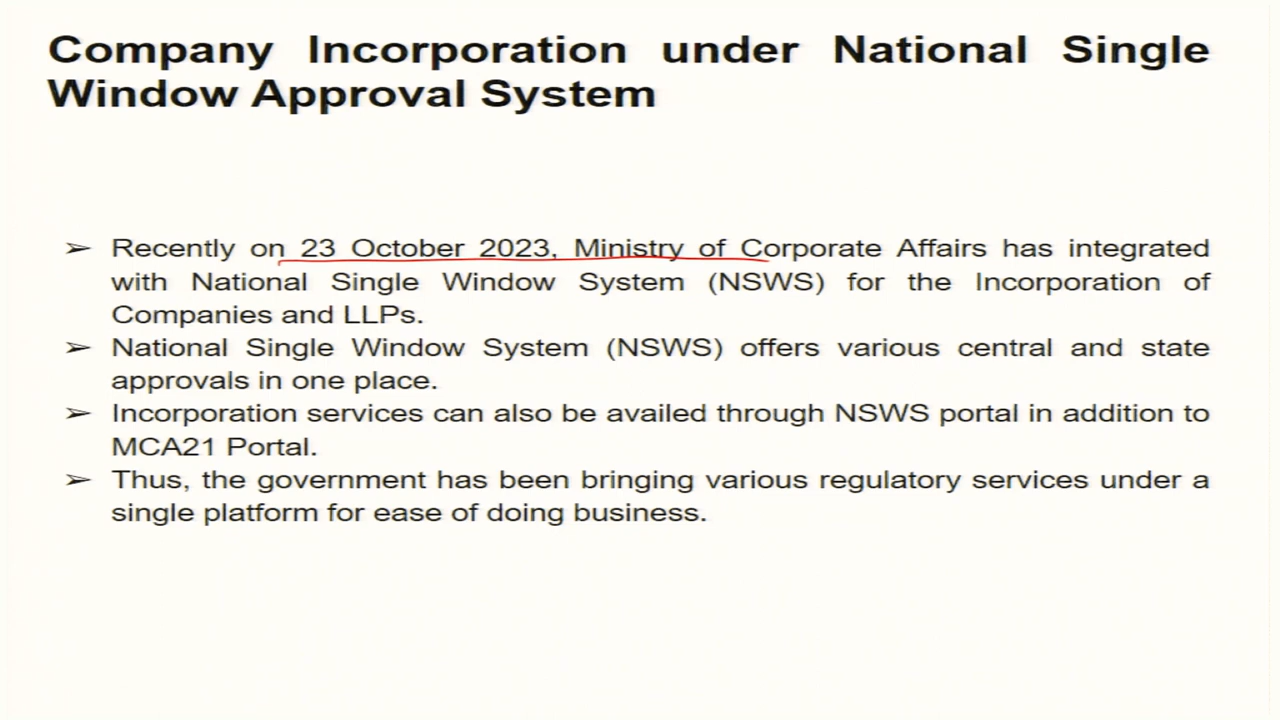 Company Incorporation under National Single
Window Approval System
➢ Recently on 23 October 2023, Ministry of Corporate Affairs has integrated
with National Single Window System (NSWS) for the Incorporation of
Companies and LLPs.
➢ National Single Window System (NSWS) offers various central and state
approvals in one place.
➢ Incorporation services can also be availed through NSWS portal in addition to
MCA21 Portal.
➢ Thus, the government has been bringing various regulatory services under a
single platform for ease of doing business.